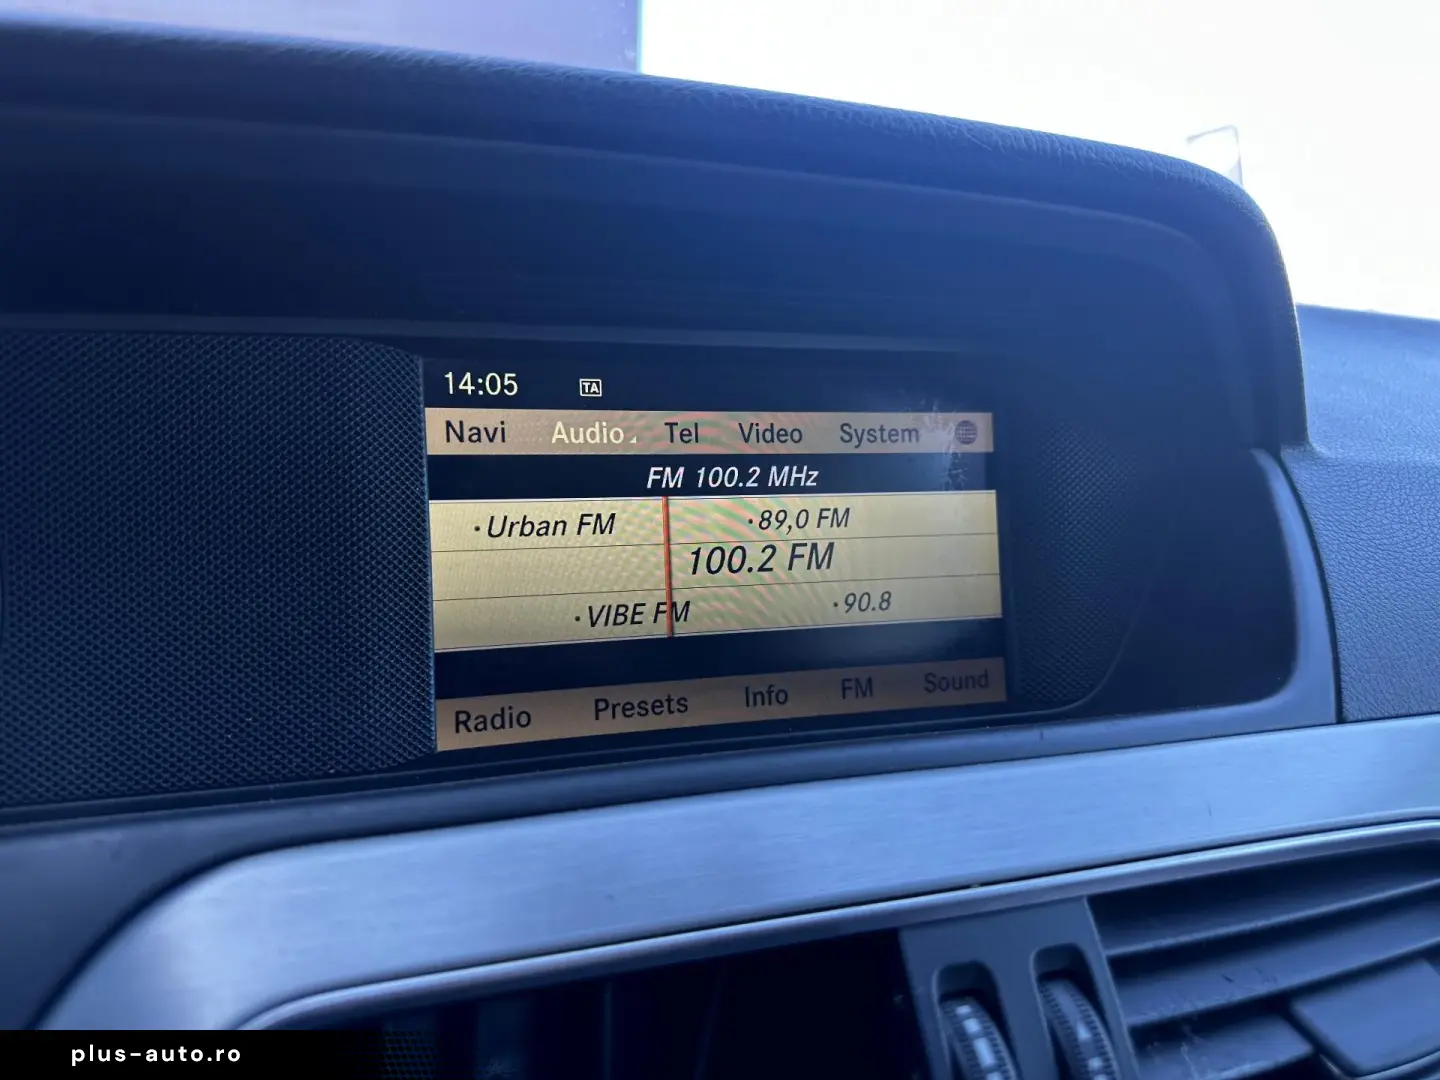 14:05 TA
Navi Audio Tel Video System
FM 100.2 MHz
·Urban FM ·89,0 FM
100.2 FM
·VIBE FM ·90.8
Radio Presets Info FM Sound
plus-auto.ro